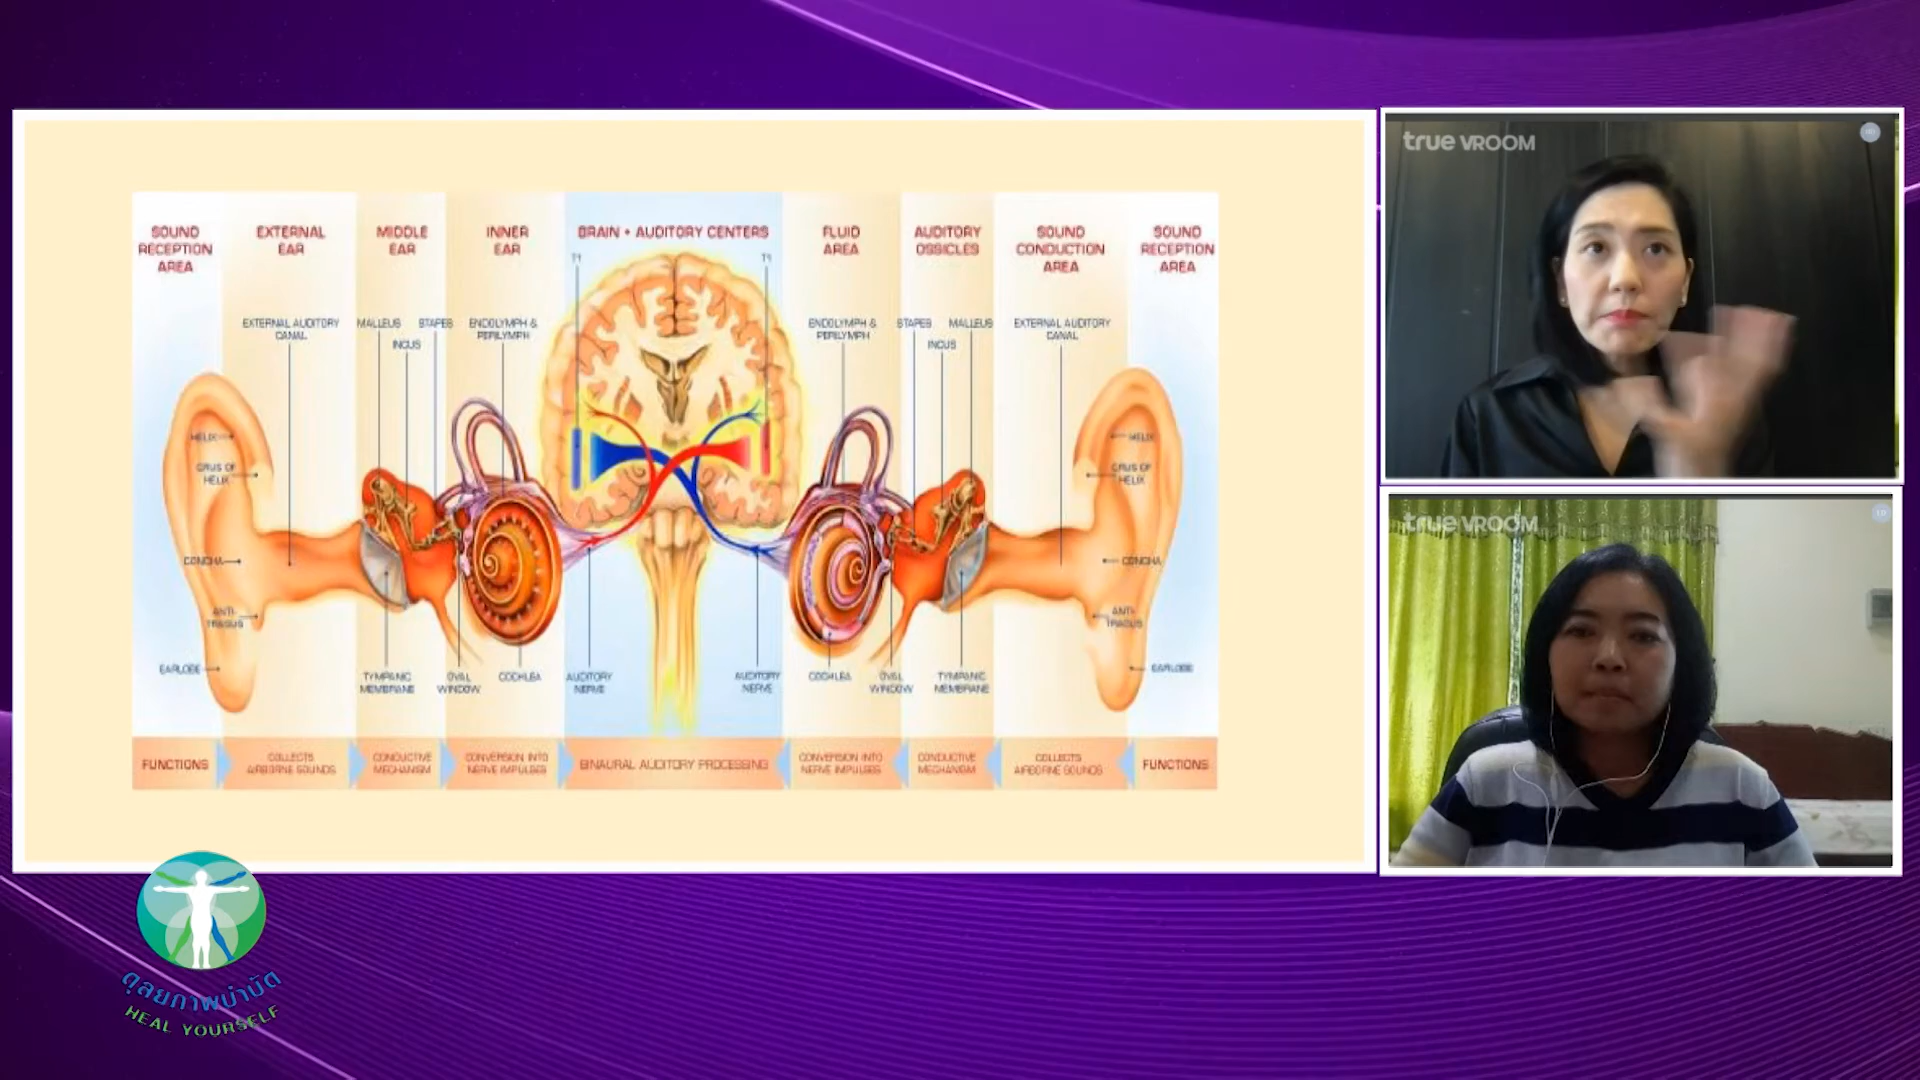 SOUND
RECEPTION
AREA
EXTERNAL
EAR
MIDDLE
EAR
INNER
EAR
BRAIN + AUDITORY CENTERS
FLUID
AREA
AUDITORY
OSSICLES
SOUND
CONDUCTION
AREA
SOUND
RECEPTION
AREA
EXTERNAL AUDITORY
CANAL
MALLEUS
INCUS
STAPES
ENDOLYMPH &
PERILYMPH
ENDOLYMPH &
PERILYMPH
STAPES
INCUS
MALLEUS
EXTERNAL AUDITORY
CANAL
HELIX
CRUS OF
HELIX
CONCHA
ANTI-
TRAGUS
EARLOBE
HELIX
CRUS OF
HELIX
CONCHA
ANTI-
TRAGUS
EARLOBE
TYMPANIC
MEMBRANE
OVAL
WINDOW
COCHLEA
AUDITORY
NERVE
AUDITORY
NERVE
COCHLEA
OVAL
WINDOW
TYMPANIC
MEMBRANE
FUNCTIONS
COLLECTS
AIRBORNE SOUNDS
CONDUCTIVE
MECHANISM
CONVERSION INTO
NERVE IMPULSES
BINAURAL AUDITORY PROCESSING
CONVERSION INTO
NERVE IMPULSES
CONDUCTIVE
MECHANISM
COLLECTS
AIRBORNE SOUNDS
FUNCTIONS
true VROOM
true VROOM
ดุลยภาพบำบัด
HEAL YOURSELF